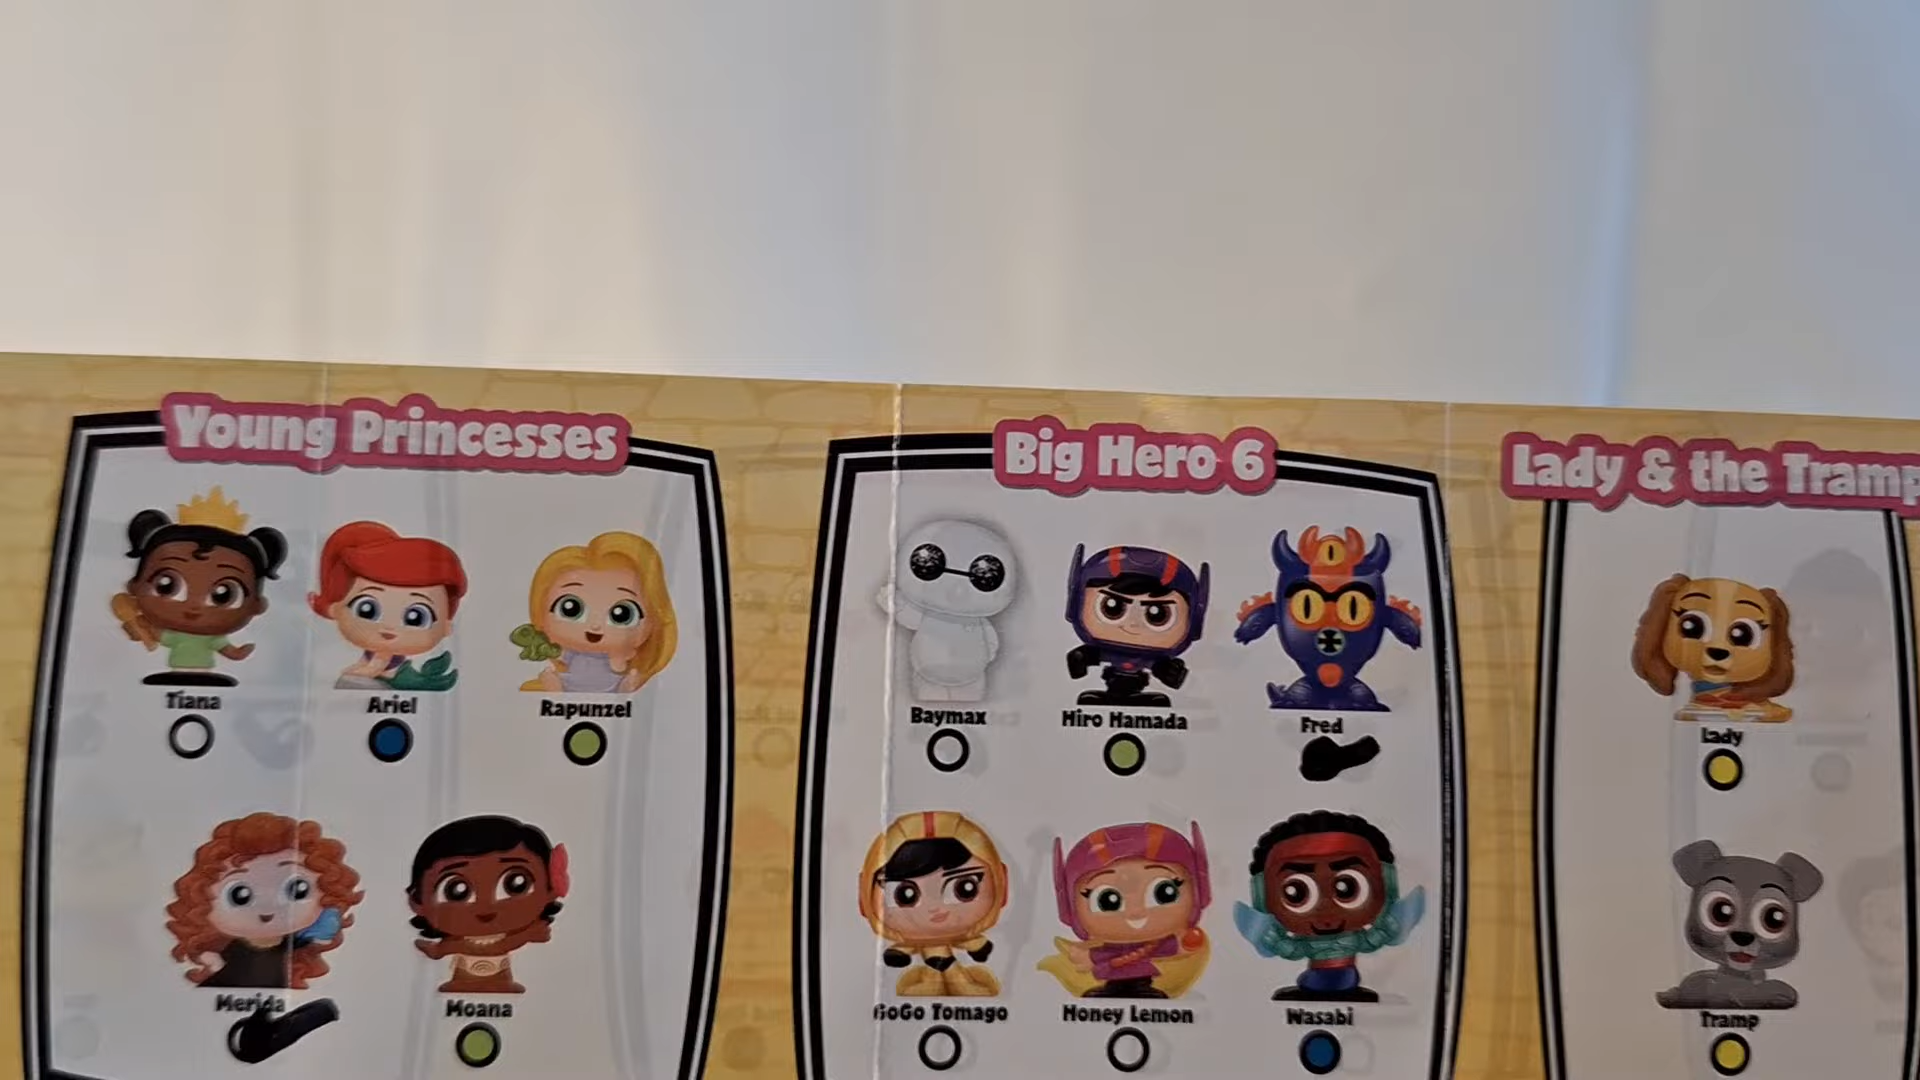 Young Princesses
Big Hero 6
Lady & the Tramp
Tiana
Ariel
Rapunzel
Baymax
Hiro Hamada
Fred
Lady
Merida
Moana
GoGo Tomago
Honey Lemon
Wasabi
Tramp